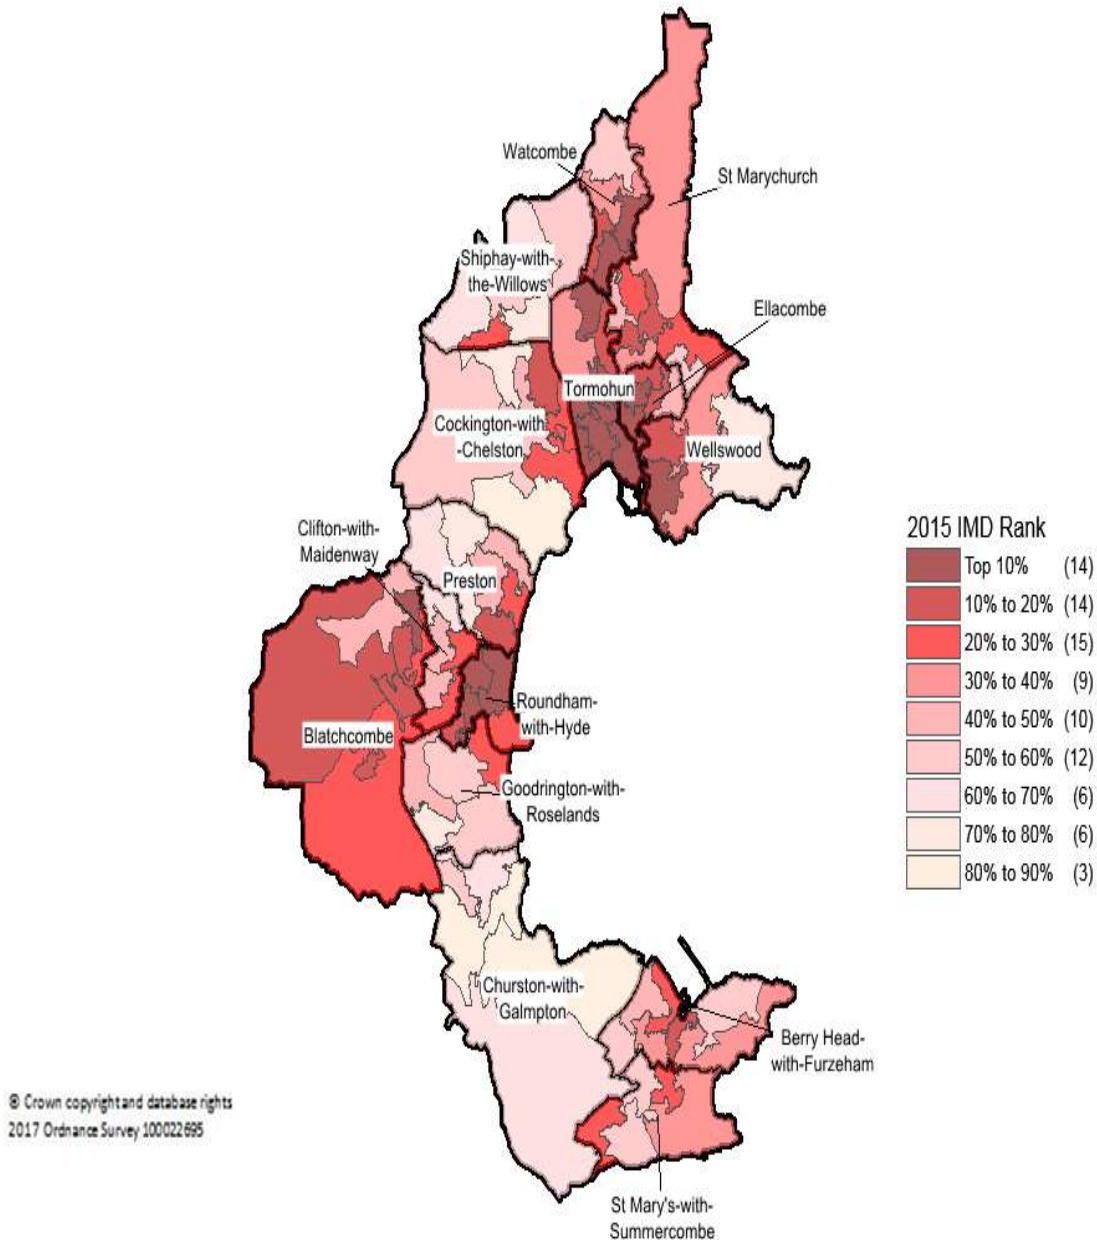 Watcombe
St Marychurch
Shiphay-with-
the-Willows
Ellacombe
Tormohun
Cockington-with
-Chelston
Wellswood
Clifton-with-
Maidenway
Preston
Roundham-
with-Hyde
Blatchcombe
Goodrington-with-
Roselands
Churston-with-
Galmpton
Berry Head-
with-Furzeham
St Mary's-with-
Summercombe
2015 IMD Rank
Top 10% (14)
10% to 20% (14)
20% to 30% (15)
30% to 40% (9)
40% to 50% (10)
50% to 60% (12)
60% to 70% (6)
70% to 80% (6)
80% to 90% (3)
© Crown copyright and database rights
2017 Ordnance Survey 100022695